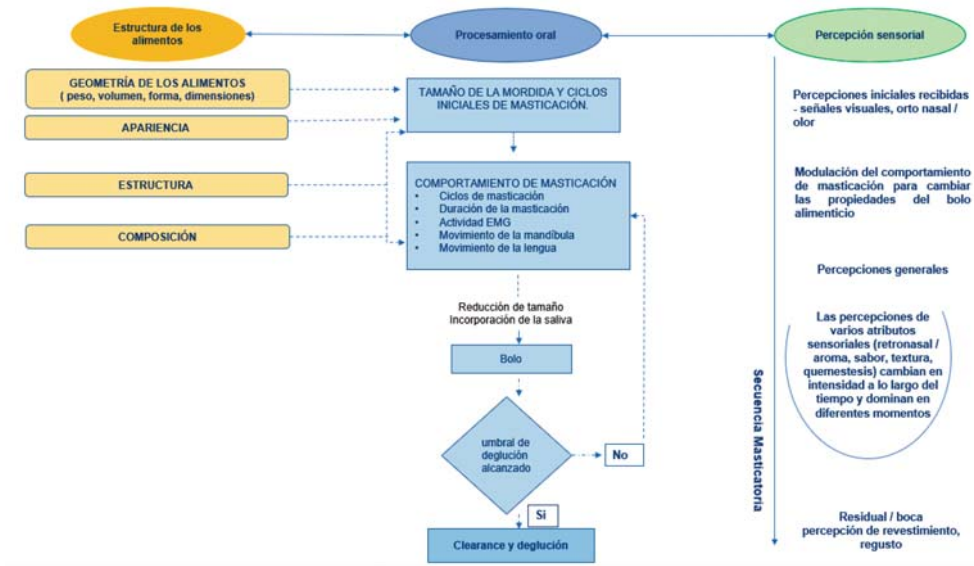 Estructura de los
alimentos
Procesamiento oral
Percepción sensorial
GEOMETRÍA DE LOS ALIMENTOS
( peso, volumen, forma, dimensiones)
APARIENCIA
ESTRUCTURA
COMPOSICIÓN
TAMAÑO DE LA MORDIDA Y CICLOS
INICIALES DE MASTICACIÓN.
COMPORTAMIENTO DE MASTICACIÓN
• Ciclos de masticación
• Duración de la masticación
• Actividad EMG
• Movimiento de la mandíbula
• Movimiento de la lengua
Reducción de tamaño
Incorporación de la saliva
Bolo
umbral de
deglución
alcanzado
No
Si
Clearance y deglución
Secuencia Masticatoria
Percepciones iniciales recibidas
- señales visuales, orto nasal /
olor
Modulación del comportamiento
de masticación para cambiar
las propiedades del bolo
alimenticio
Percepciones generales
Las percepciones de
varios atributos
sensoriales (retronasal /
aroma, sabor, textura,
quemestesis) cambian en
intensidad a lo largo del
tiempo y dominan en
diferentes momentos
Residual / boca
percepción de revestimiento,
regusto